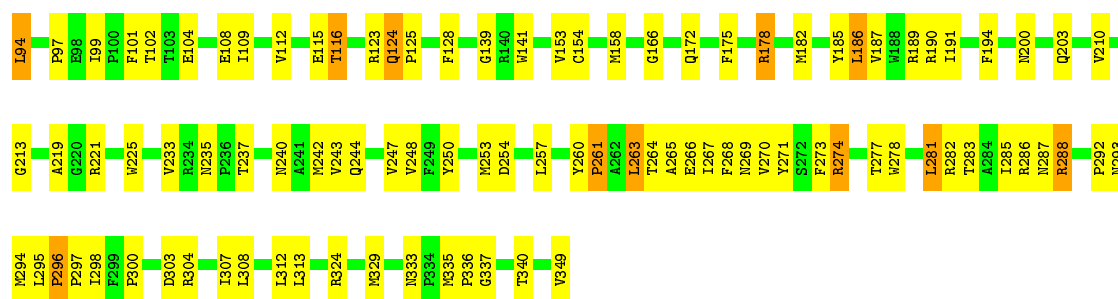 L94 P97 E98 I99 P100 F101 T102 T103 E104 E108 I109 V112 E115 T116 R123 Q124 P125 F128 G139 R140 W141 V153 C154 M158 G166 Q172 F175 R178 M182 Y185 L186 V187 W188 R189 R190 I191 F194 N200 Q203 V210
G213 A219 G220 R221 W225 V233 R234 N235 P236 T237 N240 A241 M242 V243 Q244 V247 V248 F249 Y250 M253 D254 L257 Y260 P261 A262 L263 T264 A265 E266 I267 F268 N269 V270 Y271 S272 F273 R274 T277 W278 L281 R282 T283 A284 I285 R286 N287 R288 P292
M294 L295 P296 P297 I298 F299 P300 D303 R304 I307 L308 L312 L313 R324 M329 N333 P334 M335 P336 G337 T340 V349